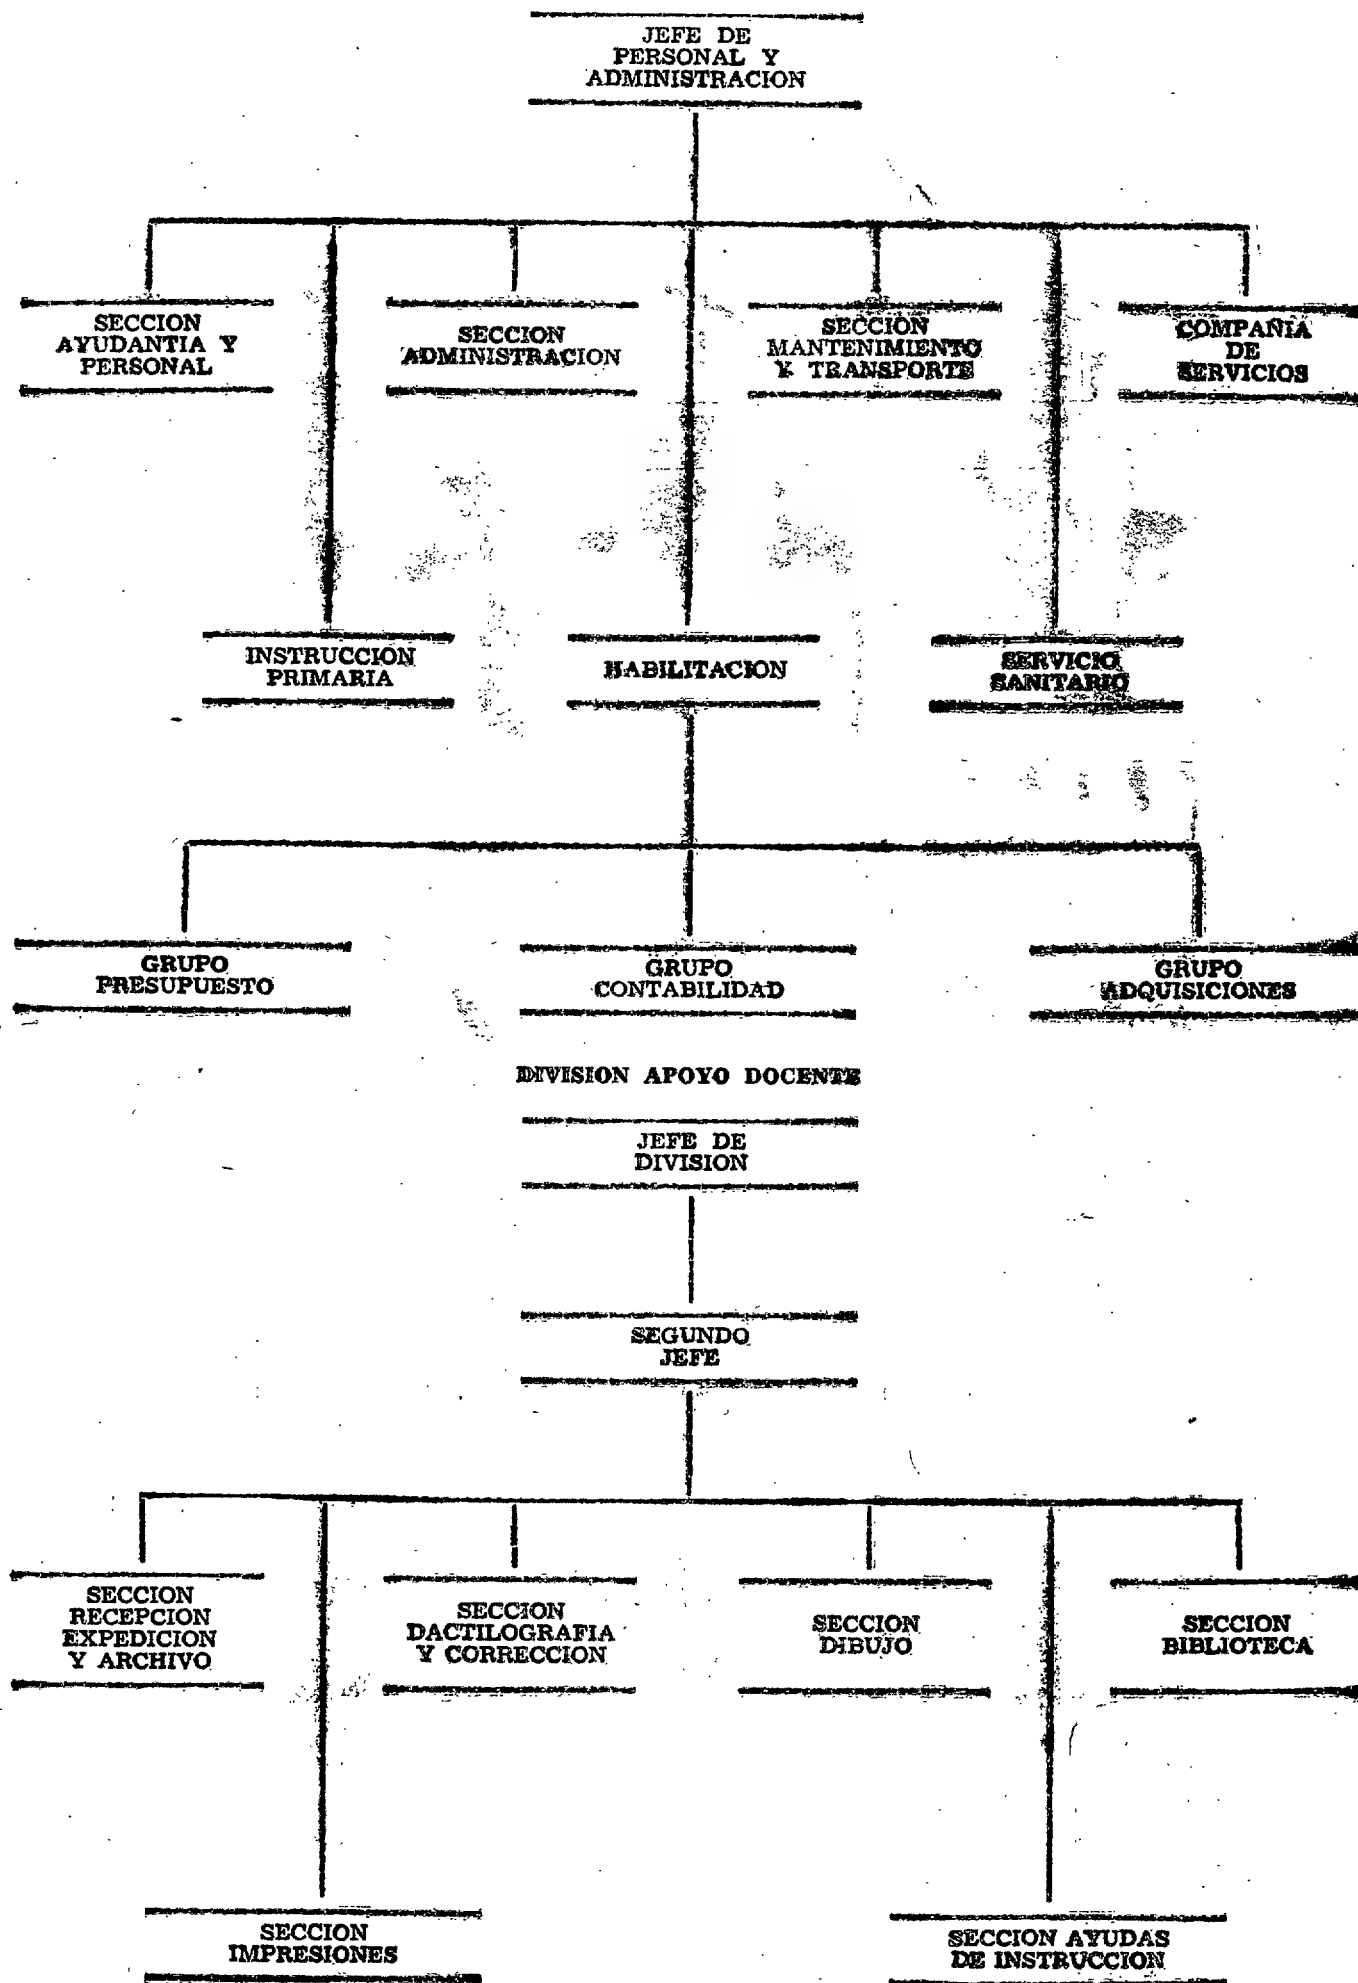 JEFE DE
PERSONAL Y
ADMINISTRACION
SECCION
AYUDANTIA Y
PERSONAL
SECCION
ADMINISTRACION
SECCION
MANTENIMIENTO
Y TRANSPORTE
COMPAÑIA
DE
SERVICIOS
INSTRUCCION
PRIMARIA
HABILITACION
SERVICIO
SANITARIO
GRUPO
PRESUPUESTO
GRUPO
CONTABILIDAD
GRUPO
ADQUISICIONES
DIVISION APOYO DOCENTE
JEFE DE
DIVISION
SEGUNDO
JEFE
SECCION
RECEPCION
EXPEDICION
Y ARCHIVO
SECCION
DACTILOGRAFIA
Y CORRECCION
SECCION
DIBUJO
SECCION
BIBLIOTECA
SECCION
IMPRESIONES
SECCION AYUDAS
DE INSTRUCCION